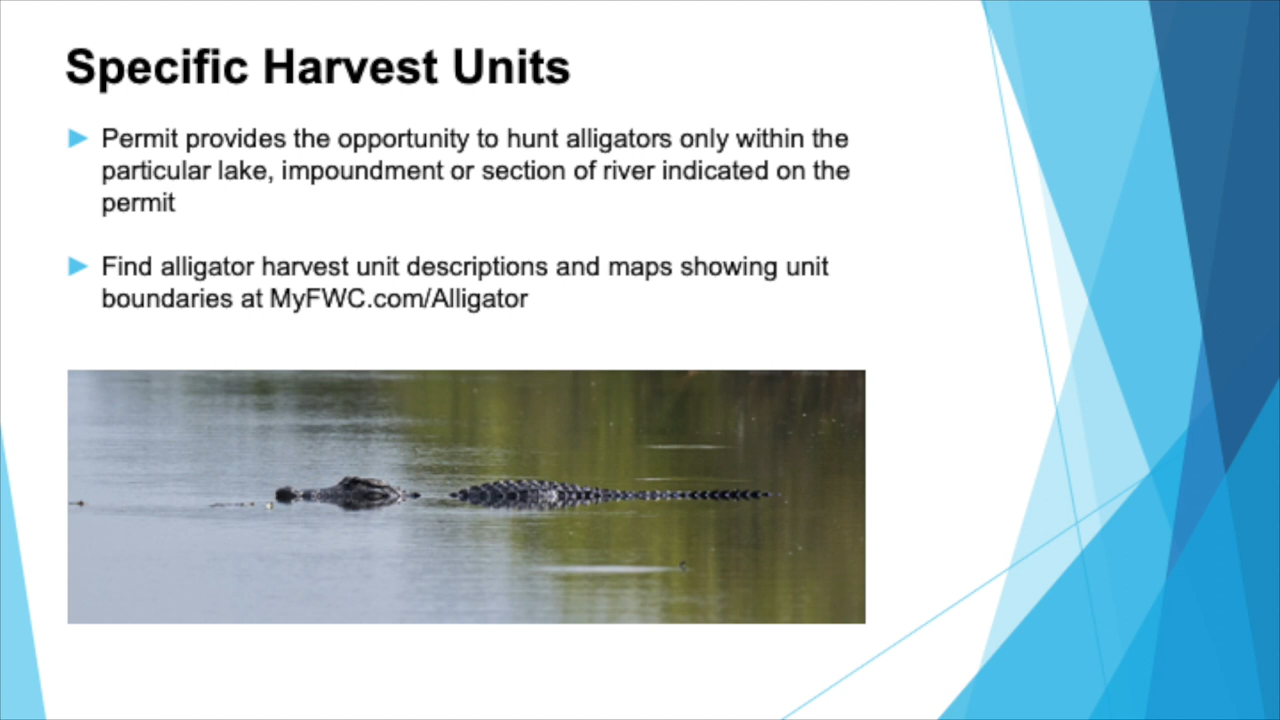 Specific Harvest Units
Permit provides the opportunity to hunt alligators only within the
particular lake, impoundment or section of river indicated on the
permit
Find alligator harvest unit descriptions and maps showing unit
boundaries at MyFWC.com/Alligator